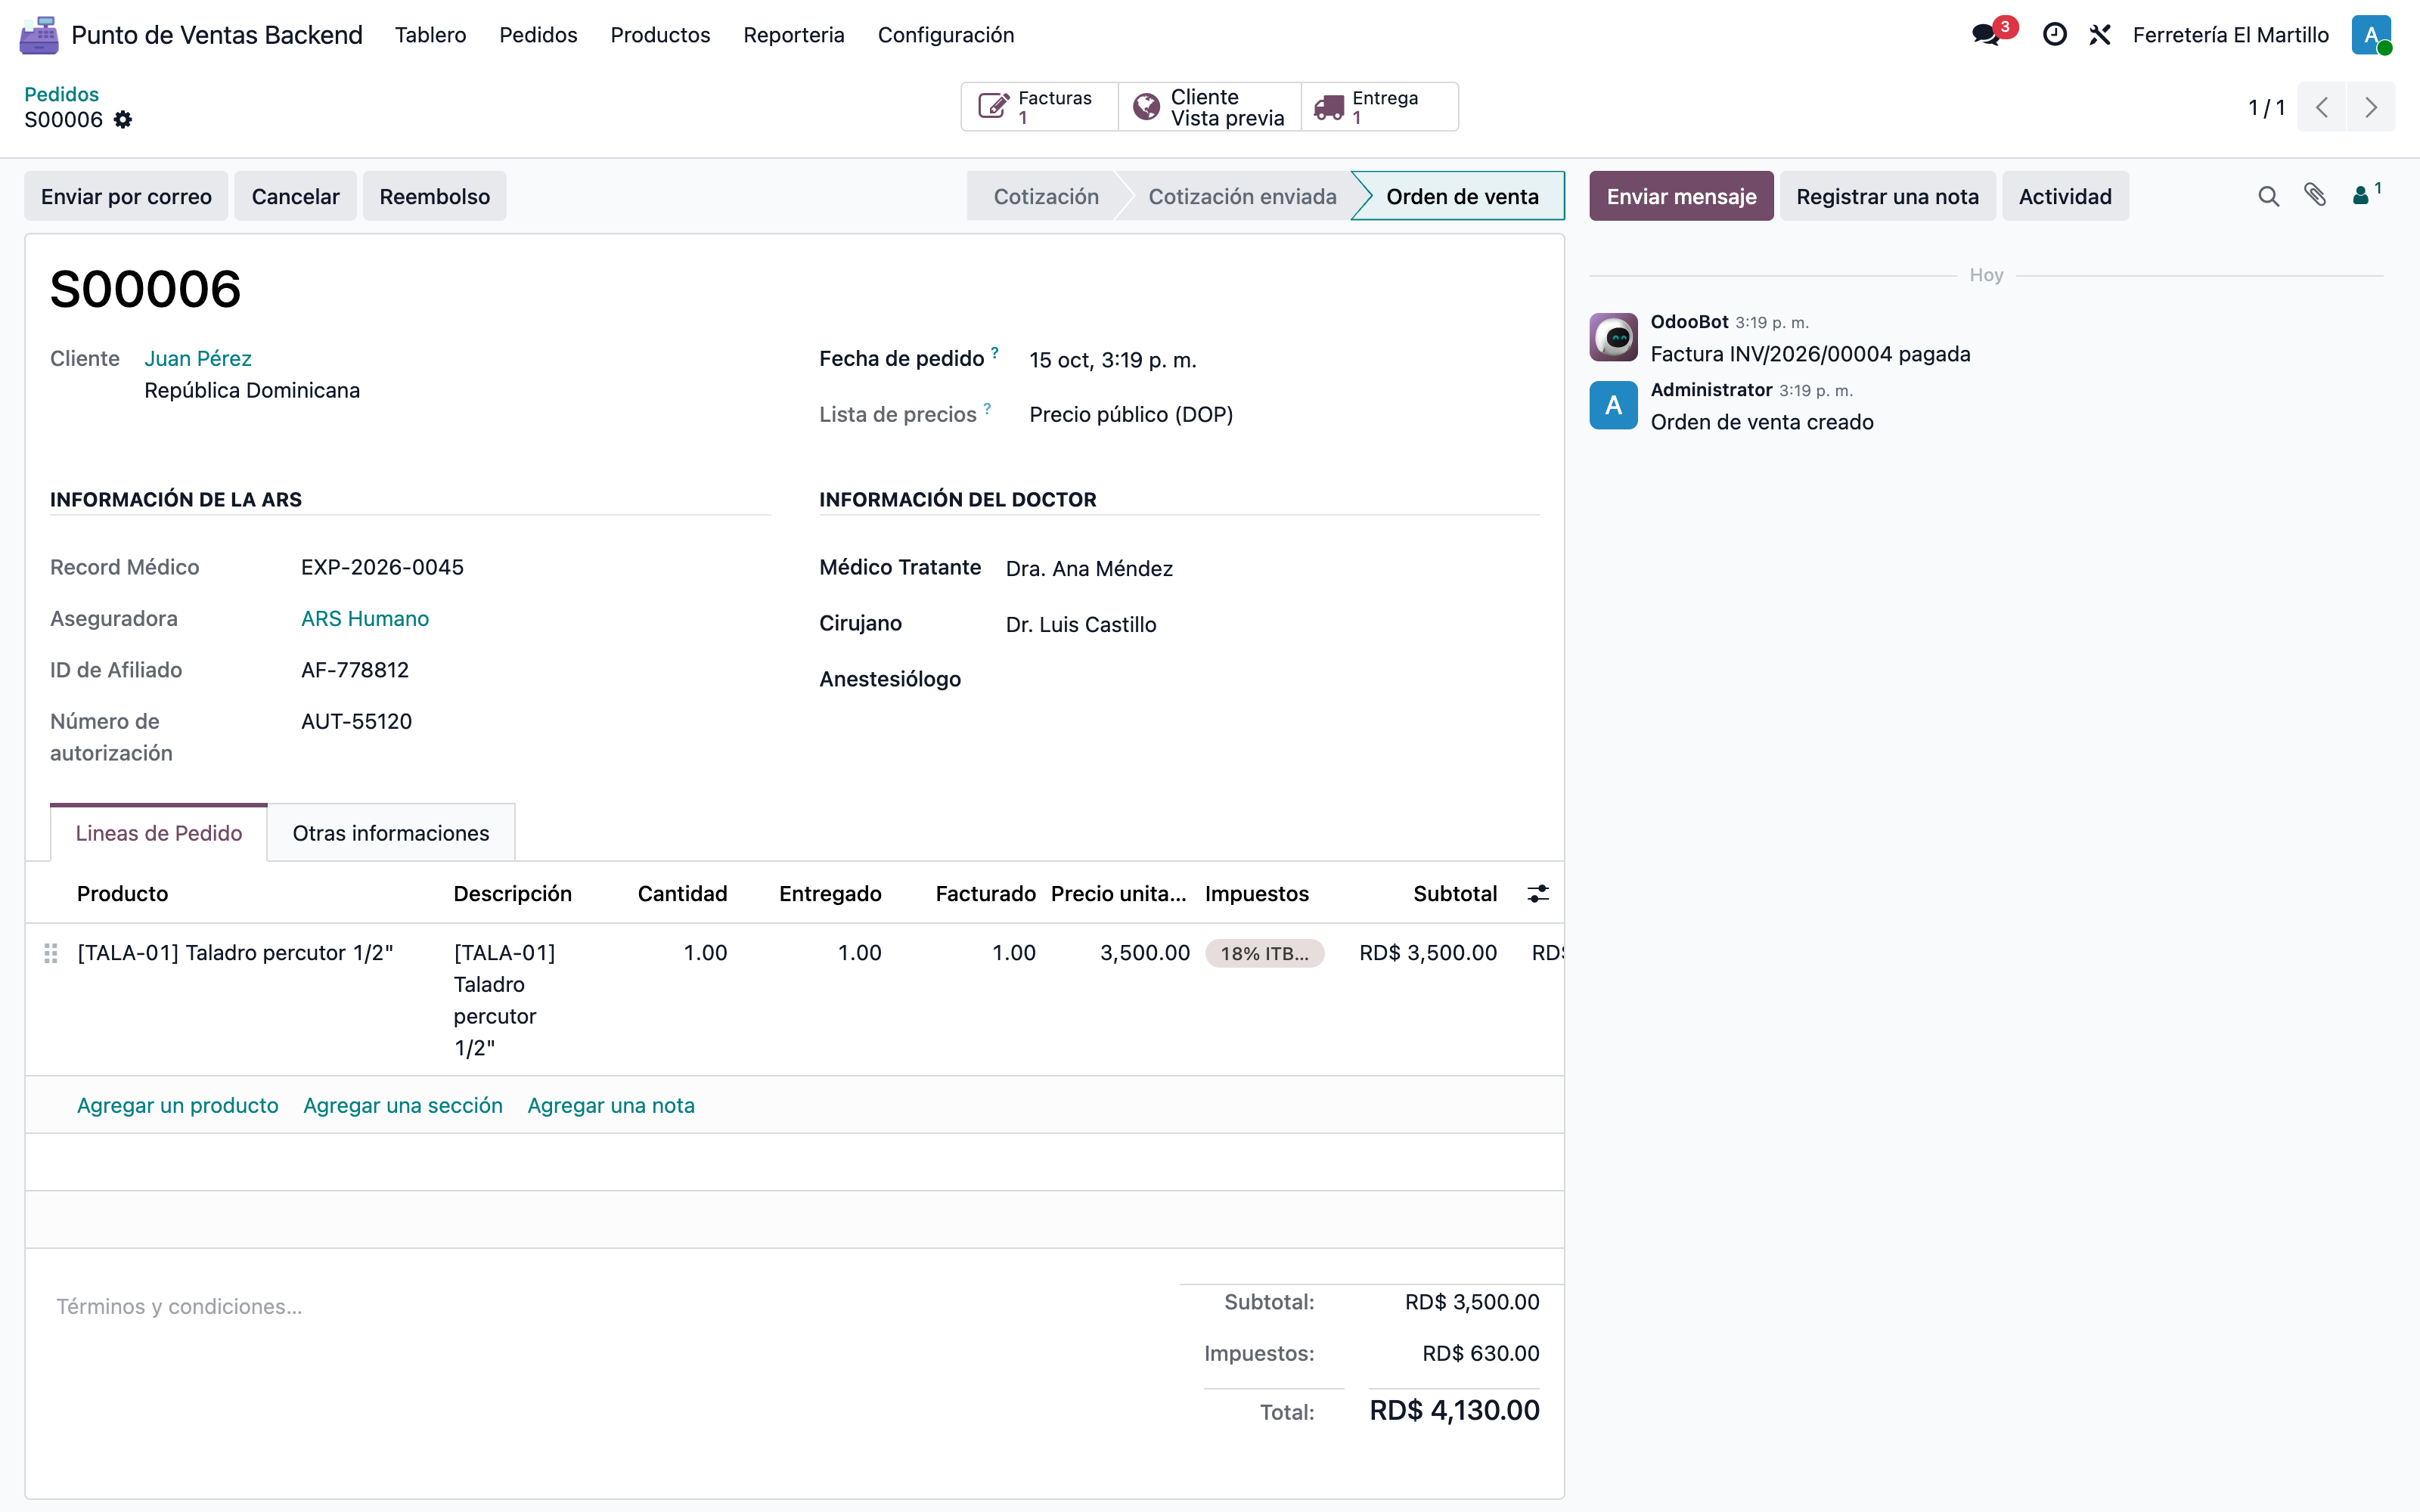 Punto de Ventas Backend Tablero Pedidos Productos Reporteria Configuración 3 Ferretería El Martillo A
Pedidos
S00006
Facturas
1
Cliente
Vista previa
Entrega
1
1 / 1
Enviar por correo Cancelar Reembolso
Cotización Cotización enviada Orden de venta
Enviar mensaje Registrar una nota Actividad 1
S00006
Cliente Juan Pérez
República Dominicana
Fecha de pedido ? 15 oct, 3:19 p. m.
Lista de precios ? Precio público (DOP)
INFORMACIÓN DE LA ARS
Record Médico EXP-2026-0045
Aseguradora ARS Humano
ID de Afiliado AF-778812
Número de autorización AUT-55120
INFORMACIÓN DEL DOCTOR
Médico Tratante Dra. Ana Méndez
Cirujano Dr. Luis Castillo
Anestesiólogo
Lineas de Pedido Otras informaciones
Producto Descripción Cantidad Entregado Facturado Precio unita... Impuestos Subtotal
[TALA-01] Taladro percutor 1/2" [TALA-01] 1.00 1.00 1.00 3,500.00 18% ITB... RD$ 3,500.00 RD$
Taladro
percutor
1/2"
Agregar un producto Agregar una sección Agregar una nota
Términos y condiciones...
Subtotal: RD$ 3,500.00
Impuestos: RD$ 630.00
Total: RD$ 4,130.00
Hoy
OdooBot 3:19 p. m.
Factura INV/2026/00004 pagada
A
Administrator 3:19 p. m.
Orden de venta creado